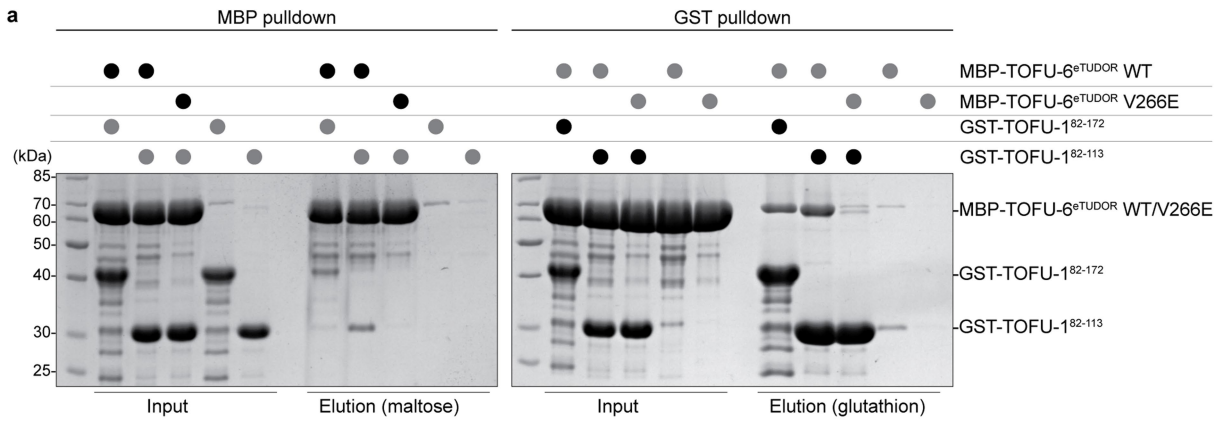 a
MBP pulldown
GST pulldown
MBP-TOFU-6eTUDOR WT
MBP-TOFU-6eTUDOR V266E
GST-TOFU-182-172
(kDa)
GST-TOFU-182-113
85-
70-
60-
50-
40-
30-
25-
-MBP-TOFU-6eTUDOR WT/V266E
-GST-TOFU-182-172
-GST-TOFU-182-113
Input
Elution (maltose)
Input
Elution (glutathion)